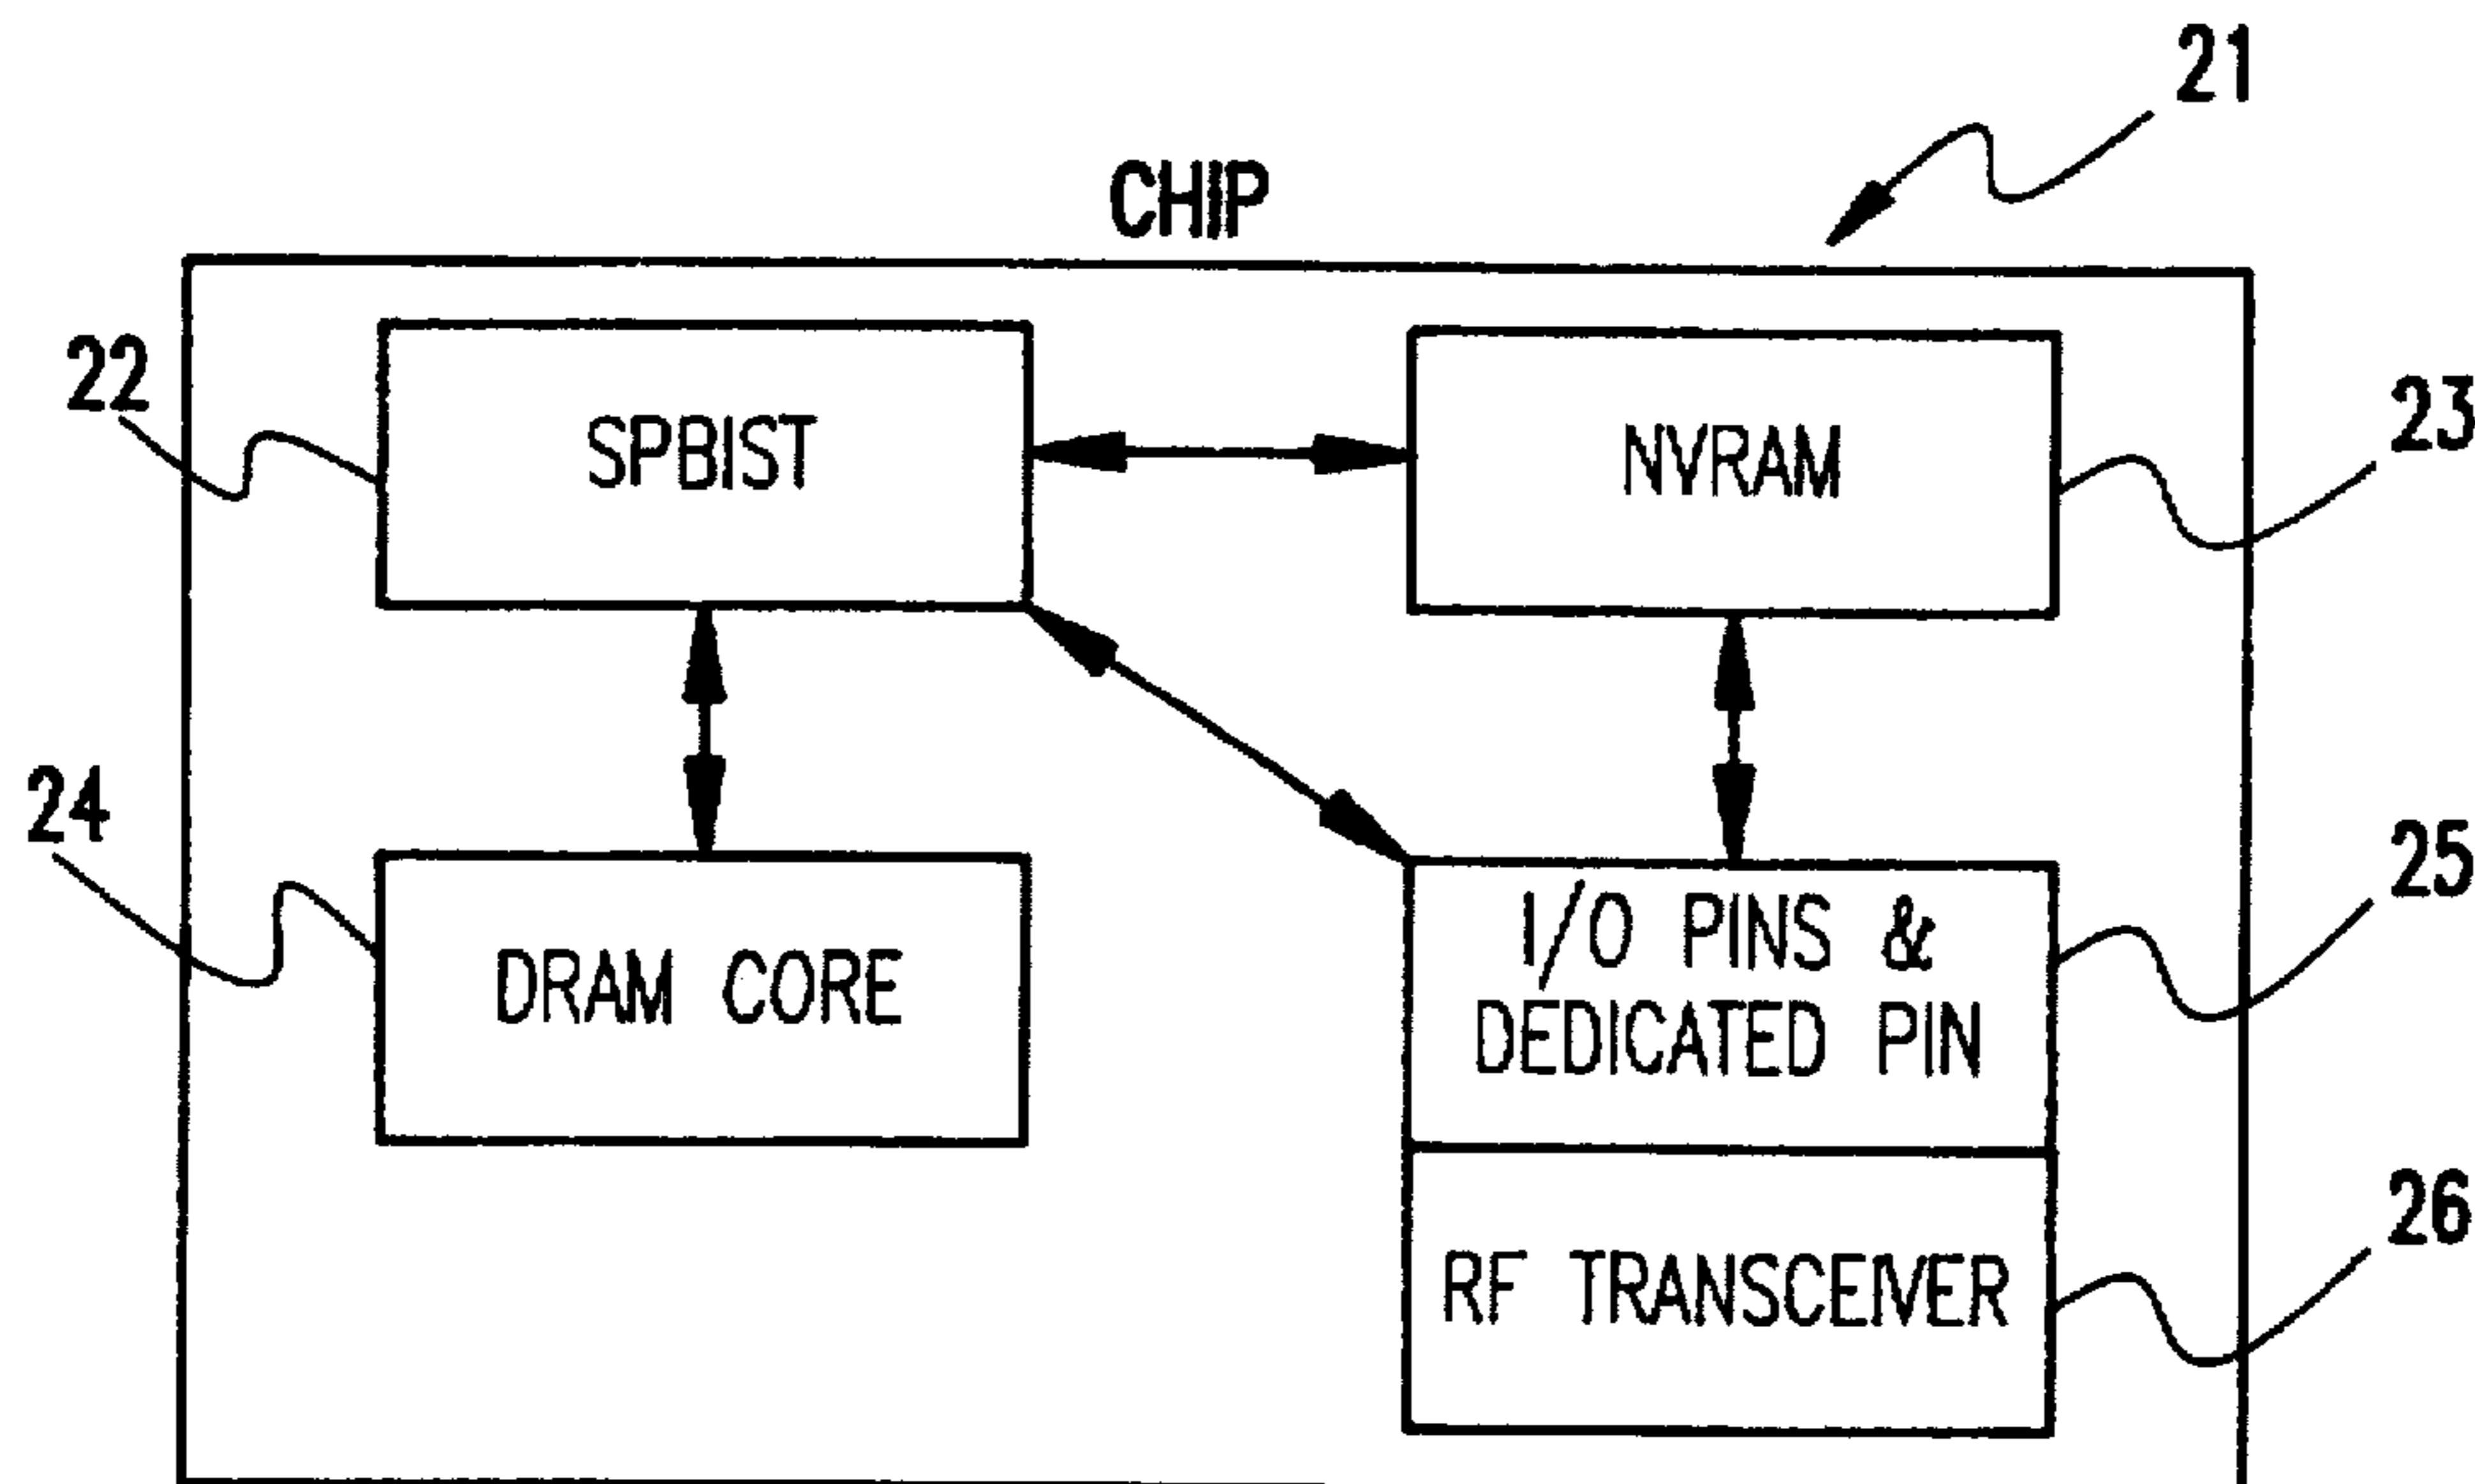 21
CHIP
22
SPBIST
NVRAM
23
24
DRAM CORE
I/O PINS &
DEDICATED PIN
25
RF TRANSCEIVER
26